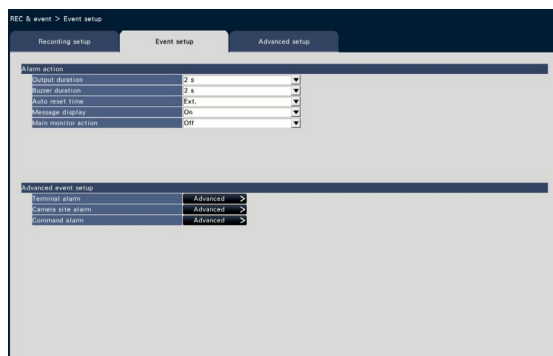 REC & event > Event setup
Recording setup Event setup Advanced setup
Alarm action
Output duration 2 s
Buzzer duration 2 s
Auto reset time Ext.
Message display On
Main monitor action Off
Advanced event setup
Terminal alarm Advanced >
Camera site alarm Advanced >
Command alarm Advanced >